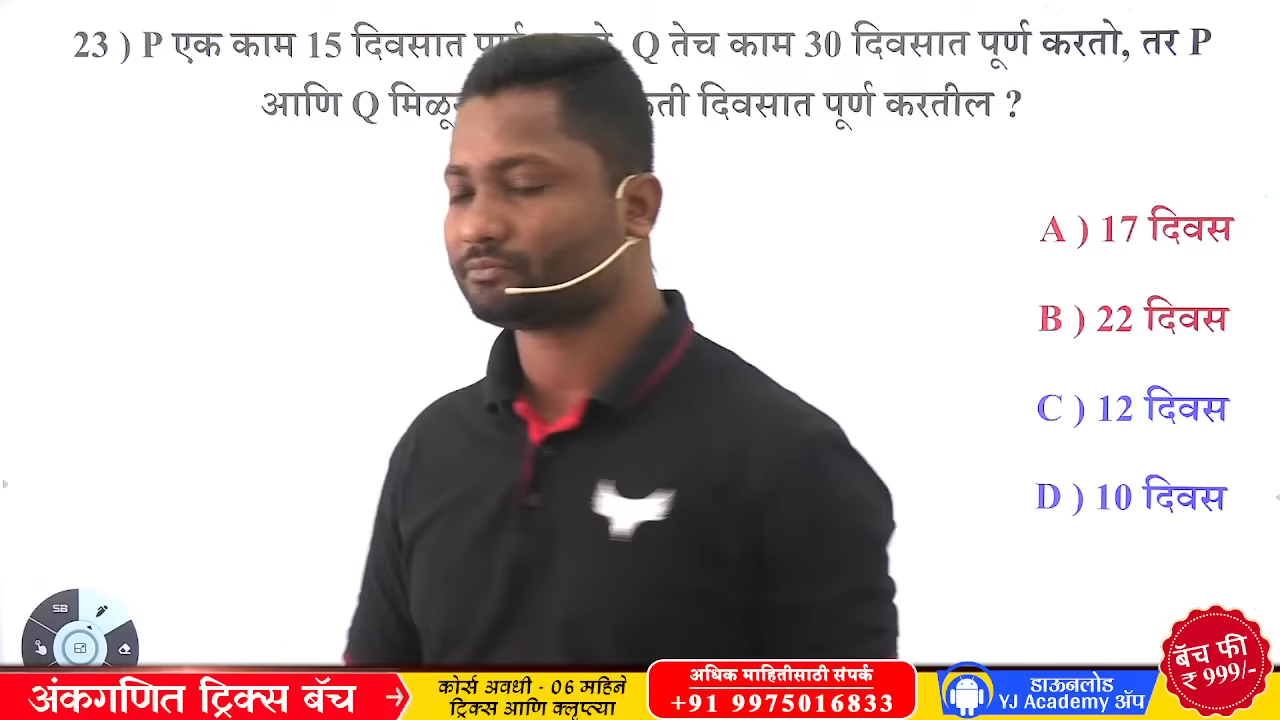 23 ) P एक काम 15 दिवसात Q तेच काम 30 दिवसात पूर्ण करतो, तर P
आणि Q दिवसात पूर्ण करतील ?
A ) 17 दिवस
B ) 22 दिवस
C ) 12 दिवस
D ) 10 दिवस
SB
बॅच फी
₹ 999/-
अंकगणित ट्रिक्स बॅच
कोर्स अवधी - 06 महिने
ट्रिक्स आणि क्लुप्त्या
अधिक माहितीसाठी संपर्क
+91 9975016833
डाऊनलोड
YJ Academy ॲप